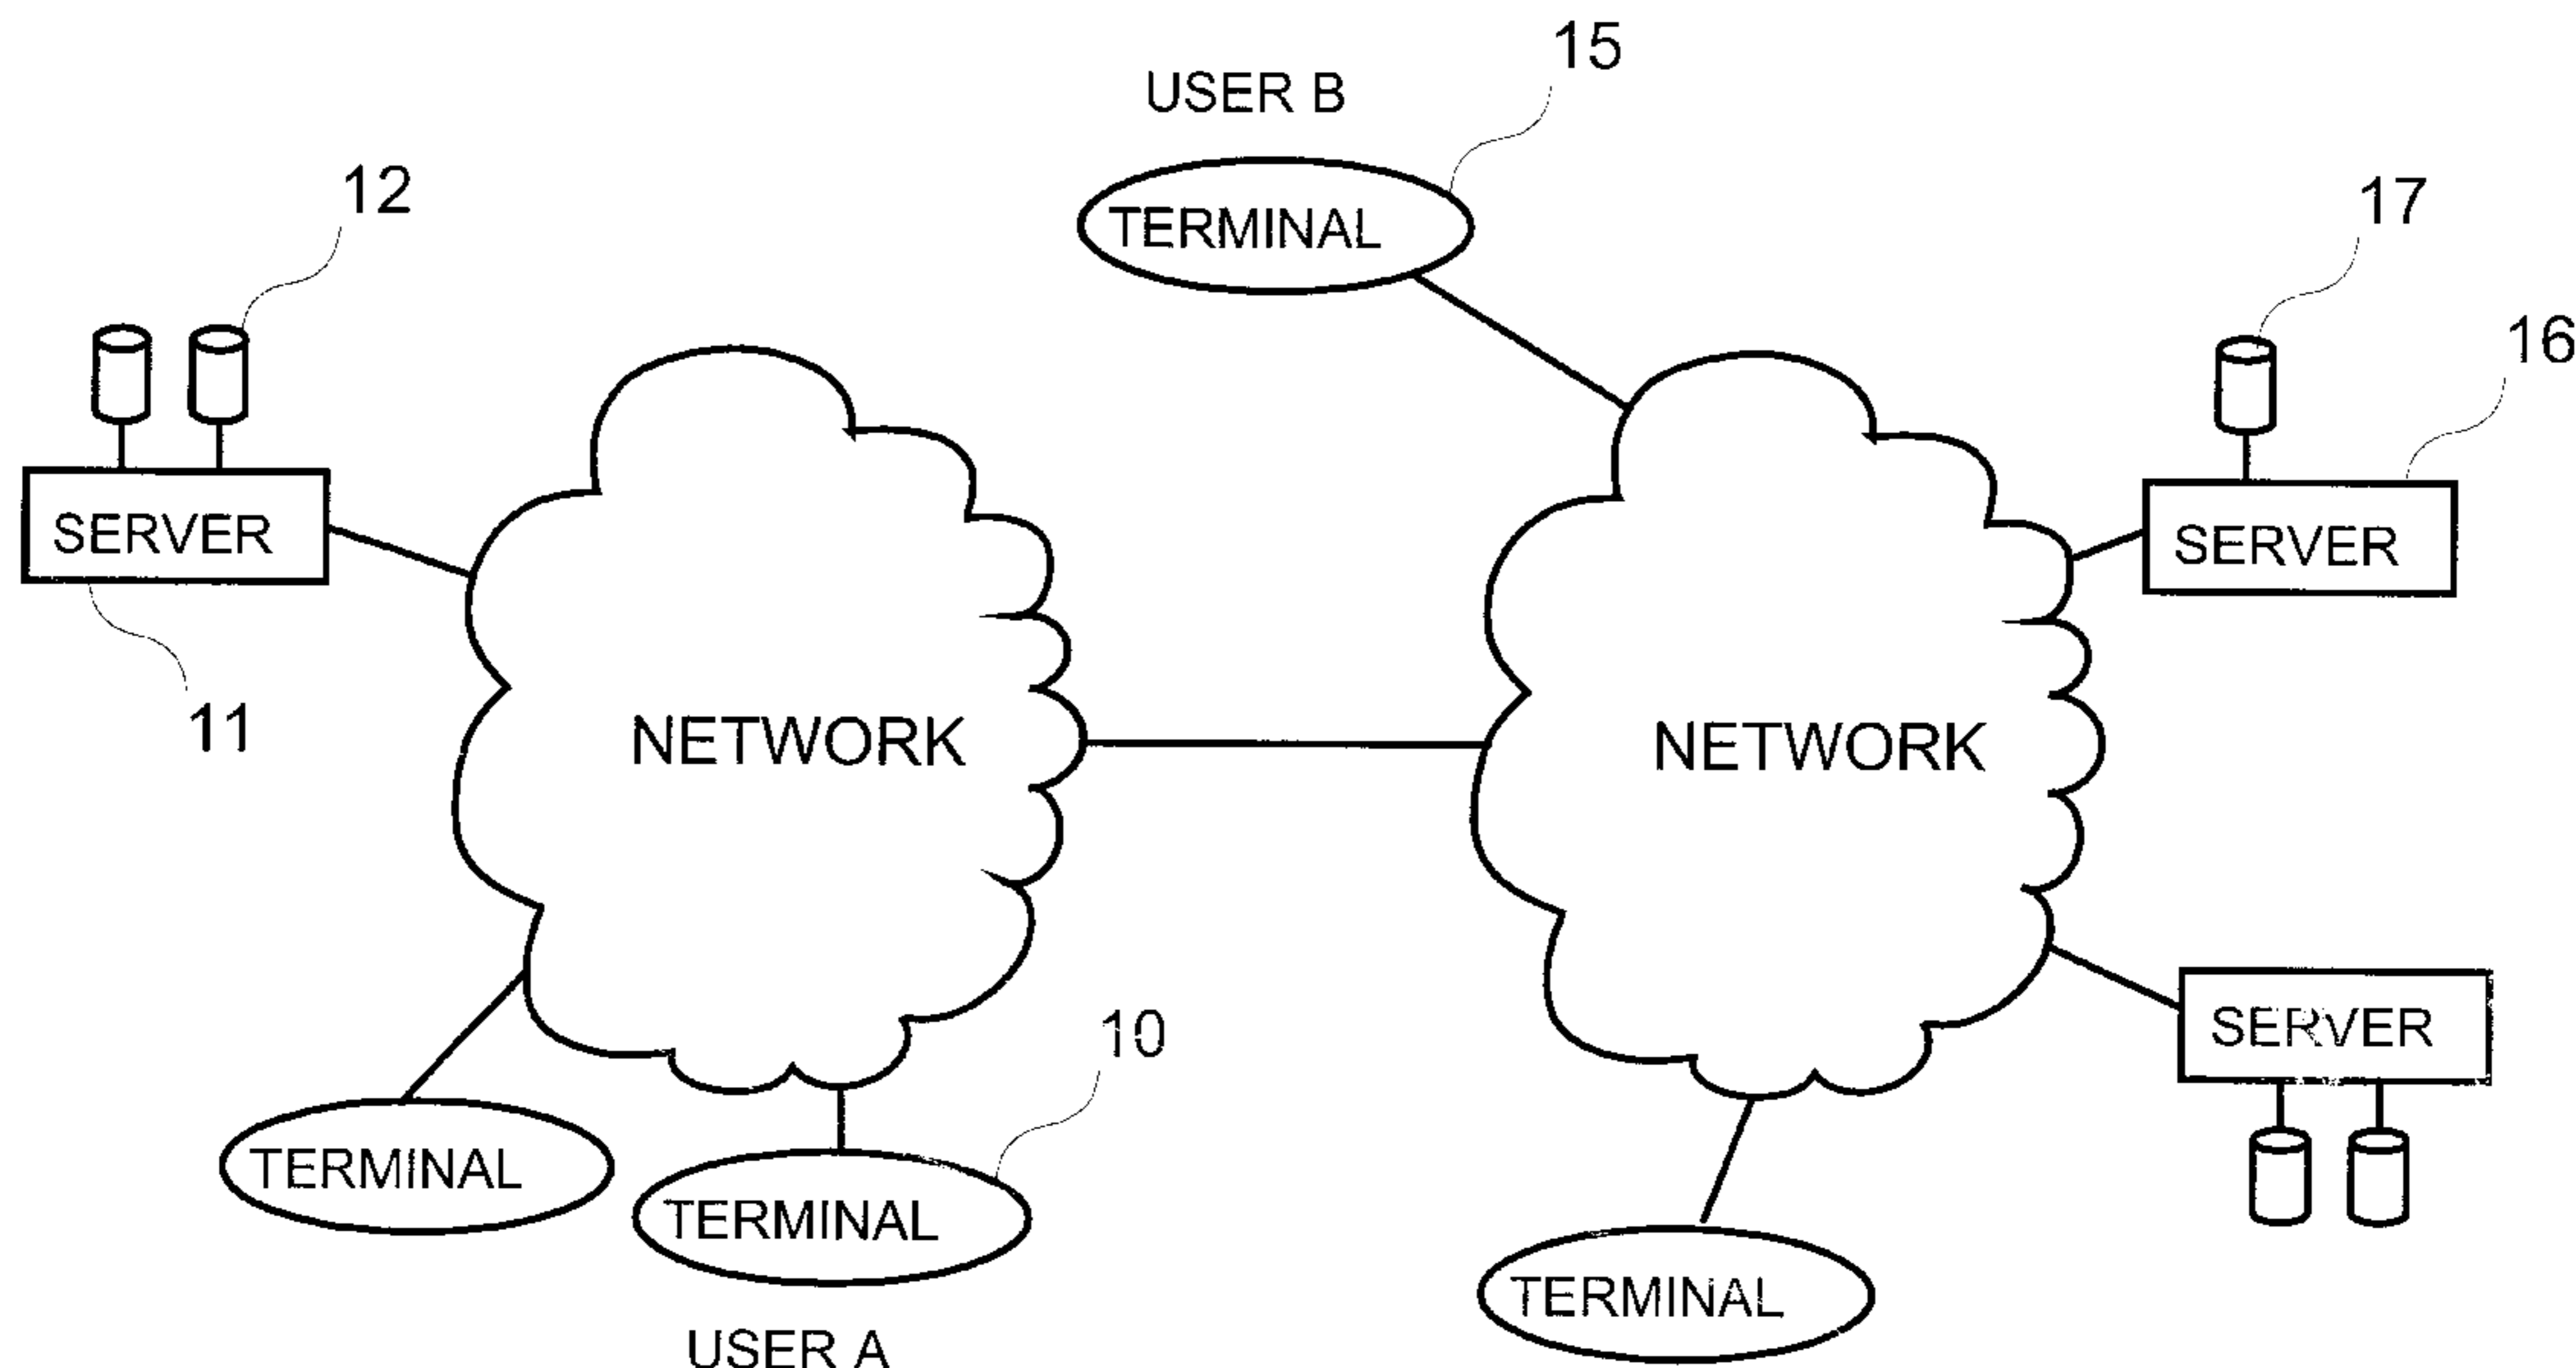 15
USER B
TERMINAL
12
17
16
SERVER
SERVER
11
NETWORK
NETWORK
10
SERVER
TERMINAL
TERMINAL
TERMINAL
USER A